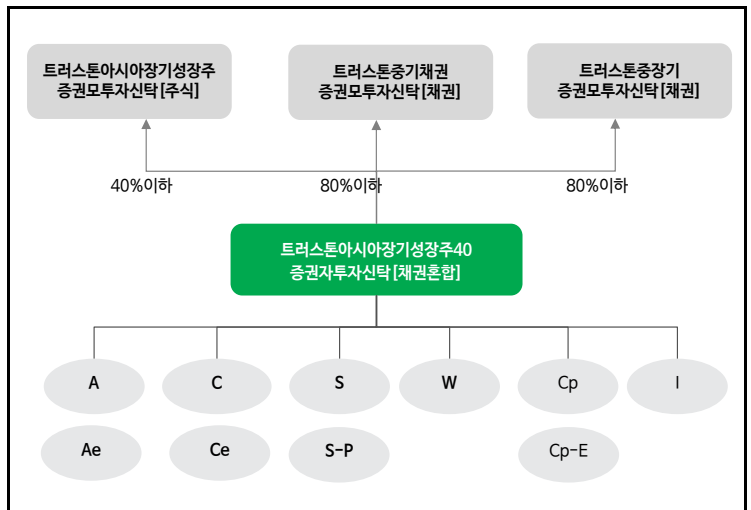 트러스톤아시아장기성장주
증권모투자신탁[주식]
트러스톤중기채권
증권모투자신탁[채권]
트러스톤중장기
증권모투자신탁[채권]
40%이하
80%이하
80%이하
트러스톤아시아장기성장주40
증권자투자신탁[채권혼합]
A
C
S
W
Cp
I
Ae
Ce
S-P
Cp-E